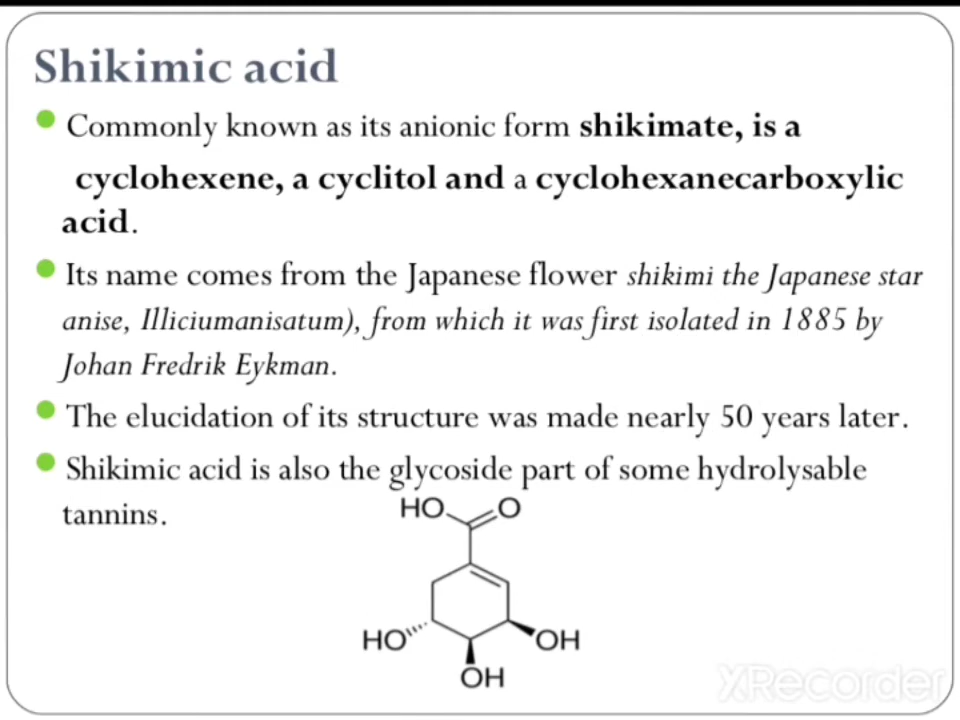 Shikimic acid
Commonly known as its anionic form shikimate, is a
cyclohexene, a cyclitol and a cyclohexanecarboxylic
acid.
Its name comes from the Japanese flower shikimi the Japanese star
anise, Illiciumanisatum), from which it was first isolated in 1885 by
Johan Fredrik Eykman.
The elucidation of its structure was made nearly 50 years later.
Shikimic acid is also the glycoside part of some hydrolysable
tannins.
HO O
HO OH
OH
XRecorder